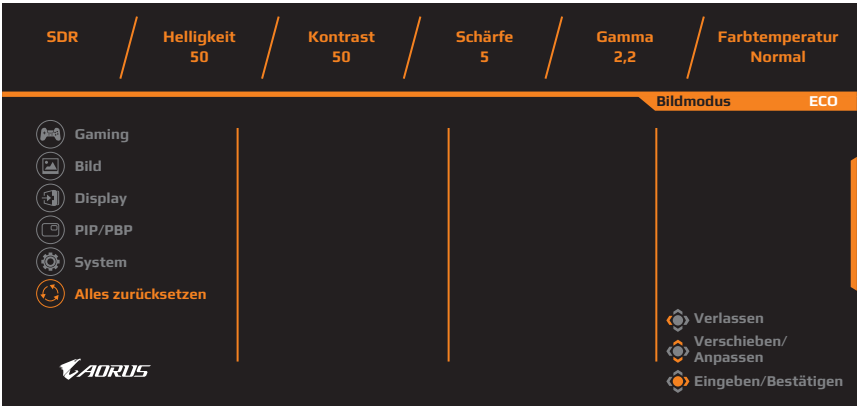 SDR
Helligkeit
50
Kontrast
50
Schärfe
5
Gamma
2,2
Farbtemperatur
Normal
Bildmodus ECO
Gaming
Bild
Display
PIP/PBP
System
Alles zurücksetzen
Verlassen
Verschieben/
Anpassen
Eingeben/Bestätigen
AORUS